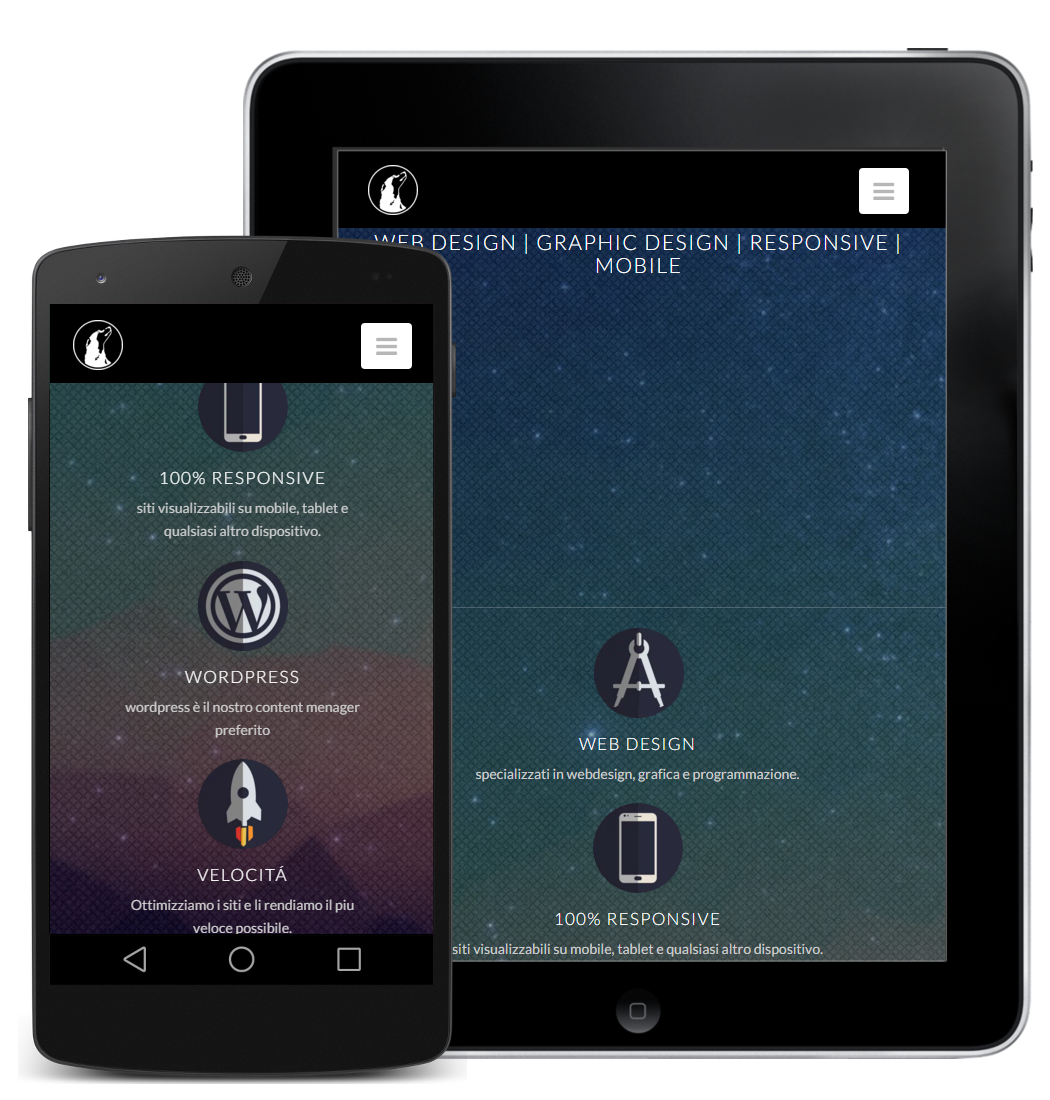 WEB DESIGN | GRAPHIC DESIGN | RESPONSIVE |
MOBILE
WEB DESIGN
specializzati in webdesign, grafica e programmazione.
100% RESPONSIVE
siti visualizzabili su mobile, tablet e qualsiasi altro dispositivo.
100% RESPONSIVE
siti visualizzabili su mobile, tablet e
qualsiasi altro dispositivo.
WORDPRESS
wordpress è il nostro content menager
preferito
VELOCITÁ
Ottimizziamo i siti e li rendiamo il piu
veloce possibile.